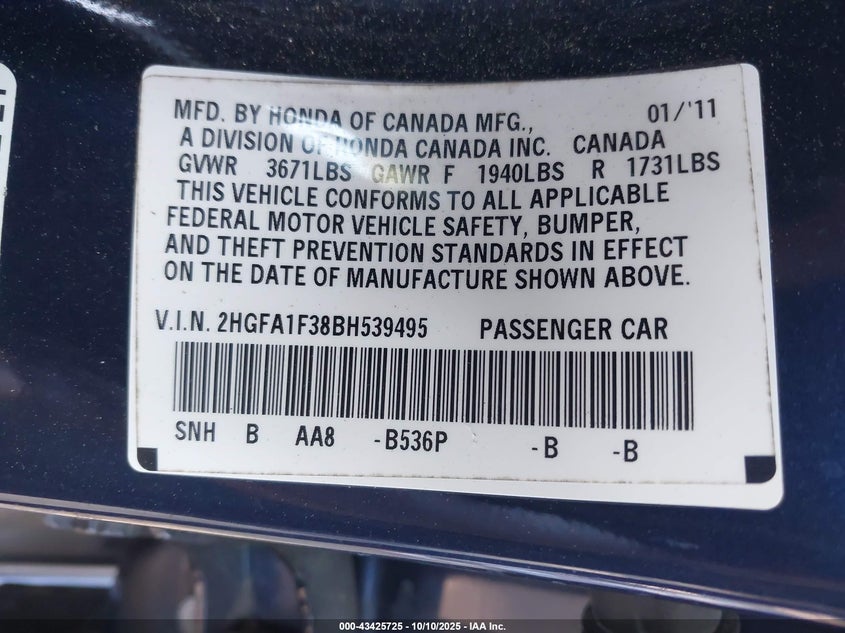 MFD. BY HONDA OF CANADA MFG., 01/'11
A DIVISION OF HONDA CANADA INC. CANADA
GVWR 3671LBS GAWR F 1940LBS R 1731LBS
THIS VEHICLE CONFORMS TO ALL APPLICABLE
FEDERAL MOTOR VEHICLE SAFETY, BUMPER,
AND THEFT PREVENTION STANDARDS IN EFFECT
ON THE DATE OF MANUFACTURE SHOWN ABOVE.
V.I.N. 2HGFA1F38BH539495 PASSENGER CAR
SNH B AA8 -B536P -B -B
000-43425725 - 10/10/2025 - IAA Inc.